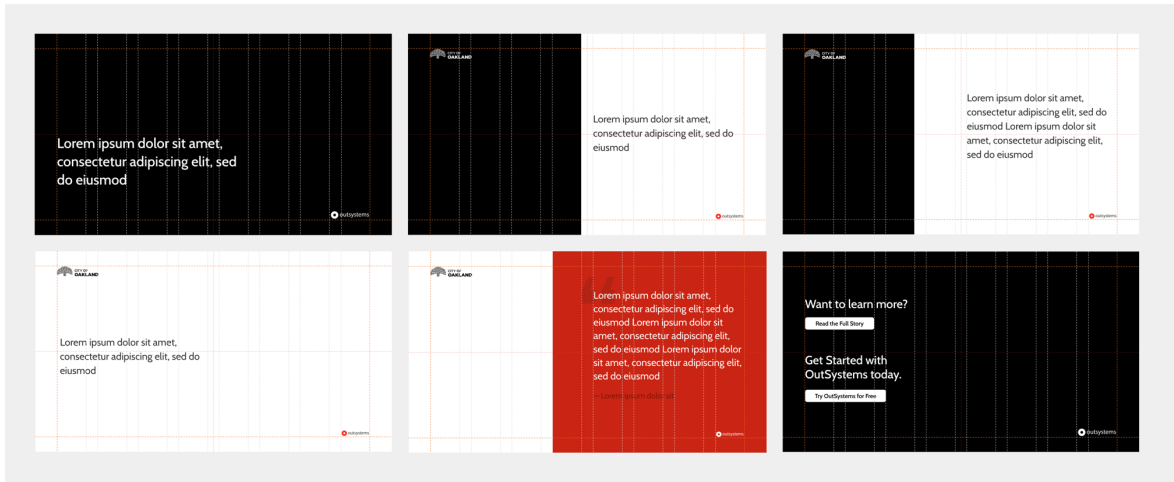 Lorem ipsum dolor sit amet,
consectetur adipiscing elit, sed
do eiusmod
outsystems
CITY OF
OAKLAND
Lorem ipsum dolor sit amet,
consectetur adipiscing elit, sed do
eiusmod
outsystems
CITY OF
OAKLAND
Lorem ipsum dolor sit amet,
consectetur adipiscing elit, sed do
eiusmod Lorem ipsum dolor sit
amet, consectetur adipiscing elit,
sed do eiusmod
outsystems
CITY OF
OAKLAND
Lorem ipsum dolor sit amet,
consectetur adipiscing elit, sed do
eiusmod
outsystems
CITY OF
OAKLAND
“
Lorem ipsum dolor sit amet,
consectetur adipiscing elit, sed do
eiusmod Lorem ipsum dolor sit
amet, consectetur adipiscing elit,
sed do eiusmod Lorem ipsum dolor
sit amet, consectetur adipiscing elit,
sed do eiusmod
— Lorem ipsum dolor sit
outsystems
Want to learn more?
Read the Full Story
Get Started with
OutSystems today.
Try OutSystems for Free
outsystems